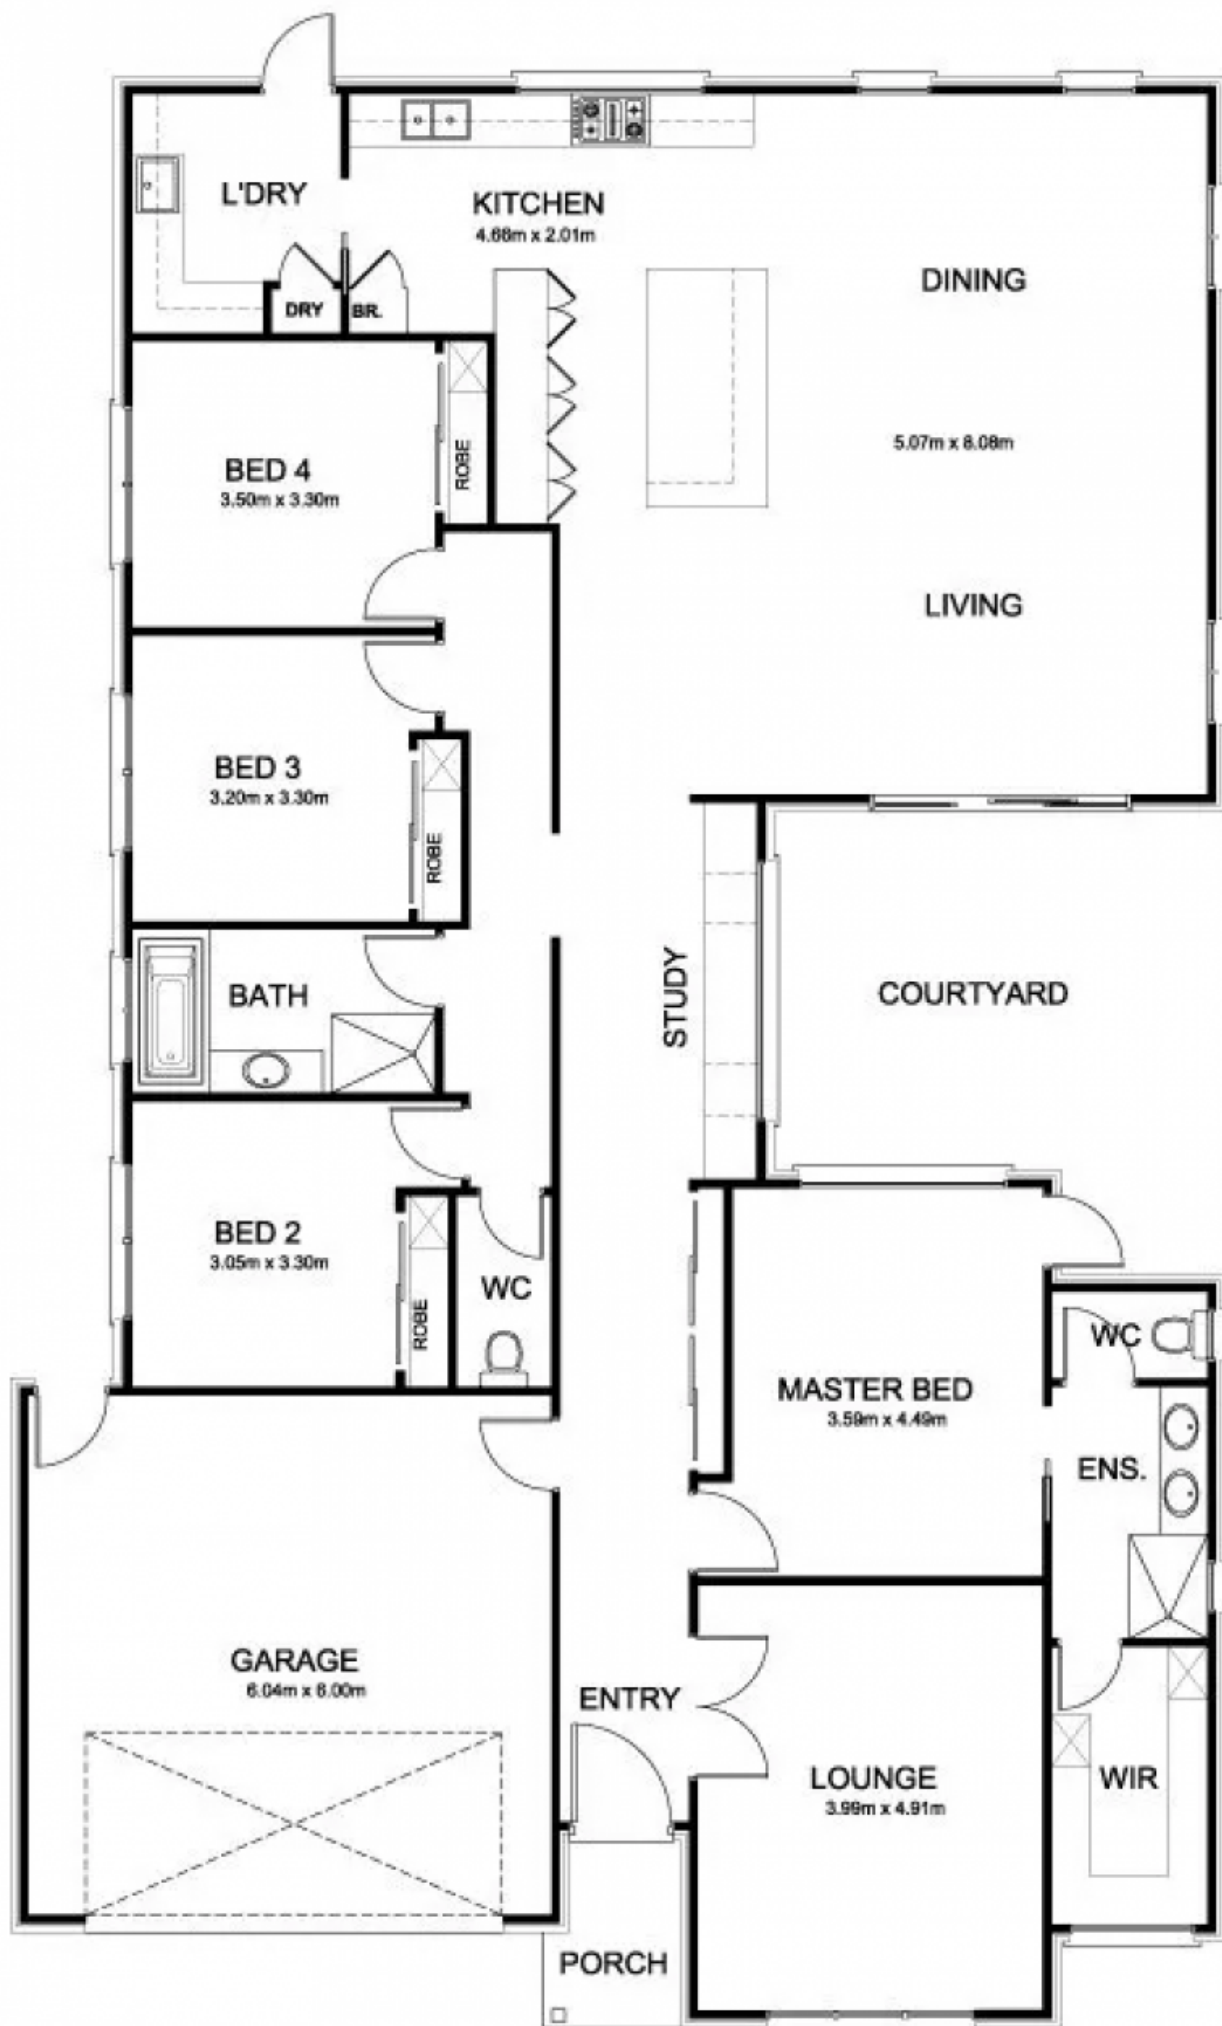 L'DRY
KITCHEN
4.68m x 2.01m
DINING
DRY
BR.
5.07m x 8.08m
BED 4
3.50m x 3.30m
ROBE
LIVING
BED 3
3.20m x 3.30m
ROBE
BATH
STUDY
COURTYARD
BED 2
3.05m x 3.30m
ROBE
WC
WC
MASTER BED
3.59m x 4.49m
ENS.
GARAGE
6.04m x 6.00m
ENTRY
LOUNGE
3.99m x 4.91m
WIR
PORCH